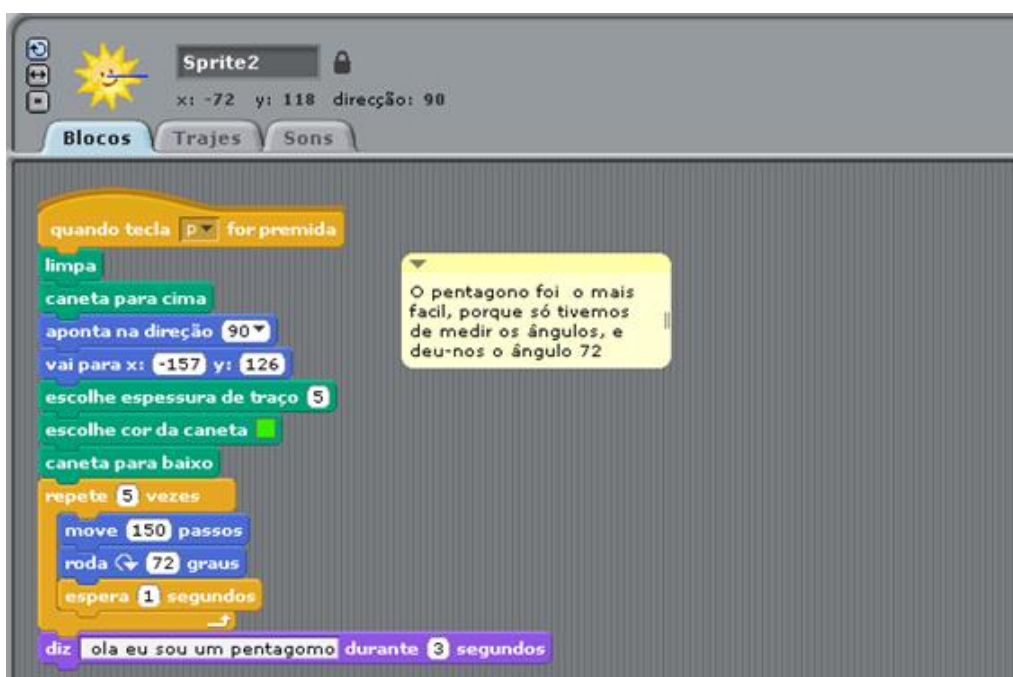 Sprite2
x: -72 y: 118 direcção: 90
Blocos Trajes Sons
quando tecla p for premida
limpa
caneta para cima
aponta na direção 90
vai para x: -157 y: 126
escolhe espessura de traço 5
escolhe cor da caneta
caneta para baixo
repete 5 vezes
move 150 passos
roda 72 graus
espera 1 segundos
diz ola eu sou um pentagomo durante 3 segundos
O pentagono foi o mais
facil, porque só tivemos
de medir os ângulos, e
deu-nos o ângulo 72